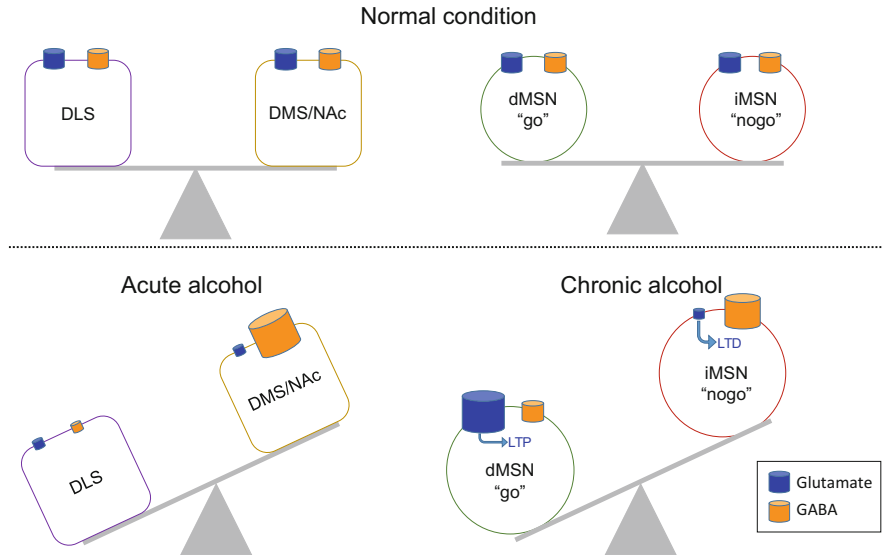 Normal condition
DLS
DMS/NAc
dMSN
“go”
iMSN
“nogo”
Acute alcohol
Chronic alcohol
DLS
DMS/NAc
LTP
dMSN
“go”
LTD
iMSN
“nogo”
Glutamate
GABA